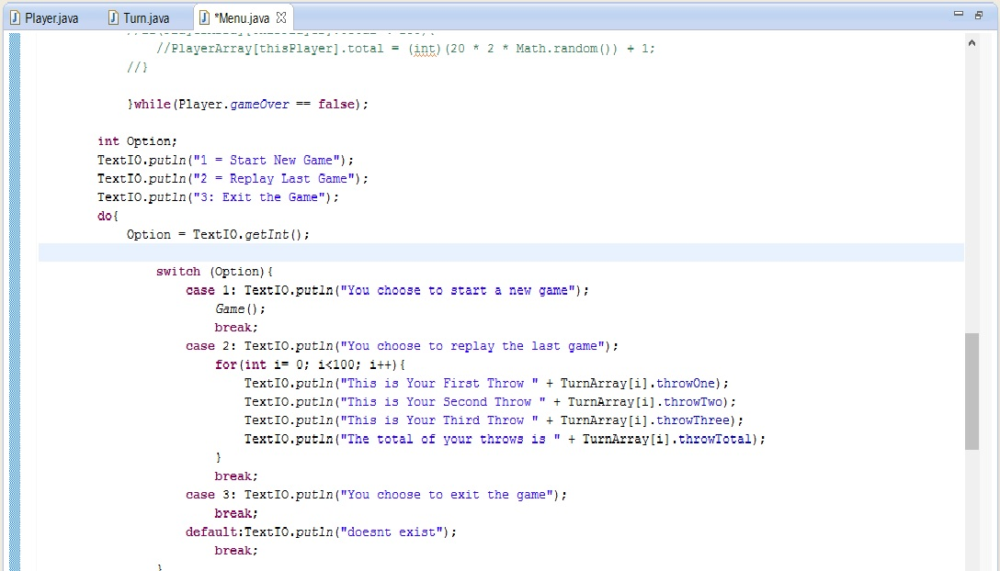 Player.java Turn.java *Menu.java
//PlayerArray[thisPlayer].total = (int)(20 * 2 * Math.random()) + 1;
//}
}while(Player.gameOver == false);
int Option;
TextIO.putln("1 = Start New Game");
TextIO.putln("2 = Replay Last Game");
TextIO.putln("3: Exit the Game");
do{
Option = TextIO.getInt();
switch (Option){
case 1: TextIO.putln("You choose to start a new game");
Game();
break;
case 2: TextIO.putln("You choose to replay the last game");
for(int i= 0; i<100; i++){
TextIO.putln("This is Your First Throw " + TurnArray[i].throwOne);
TextIO.putln("This is Your Second Throw " + TurnArray[i].throwTwo);
TextIO.putln("This is Your Third Throw " + TurnArray[i].throwThree);
TextIO.putln("The total of your throws is " + TurnArray[i].throwTotal);
}
break;
case 3: TextIO.putln("You choose to exit the game");
break;
default:TextIO.putln("doesnt exist");
break;
}